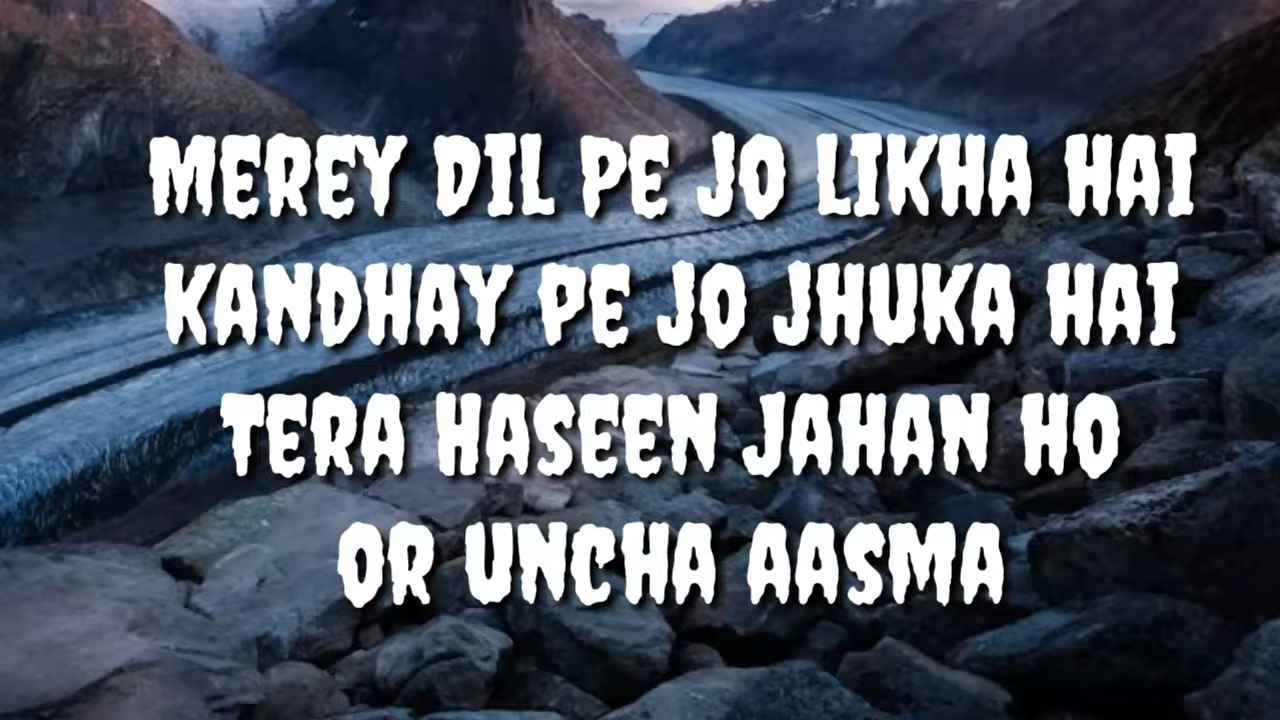 MEREY DIL PE JO LIKHA HAI
KANDHAY PE JO JHUKA HAI
TERA HASEEN JAHAN HO
OR UNCHA AASMA